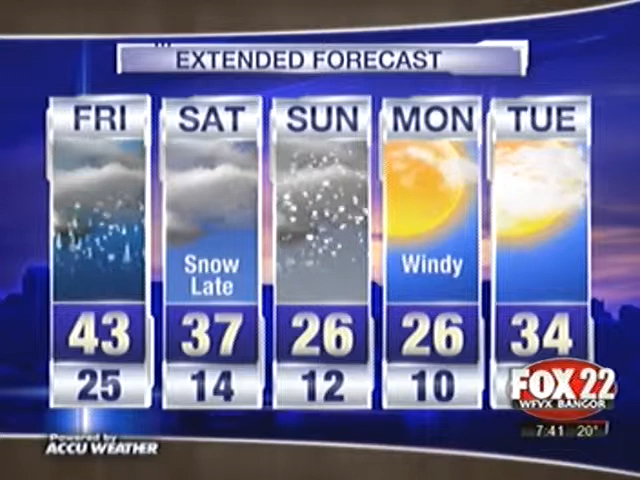 EXTENDED FORECAST
FRI SAT SUN MON TUE
Snow Late
Windy
43 37 26 26 34
25 14 12 10
FOX 22
WFVX BANGOR
7:41 20°
Powered by
ACCU WEATHER